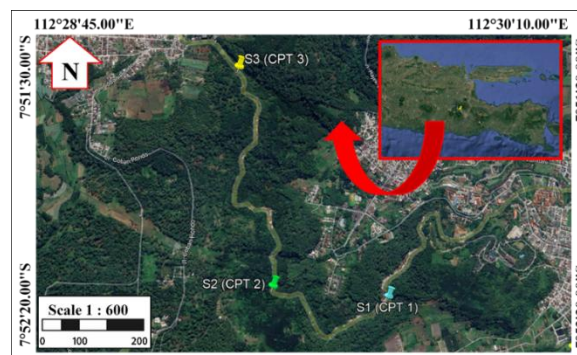 112°28'45.00"E
112°30'10.00"E
7°51'30.00"S
N
S3 (CPT 3)
S2 (CPT 2)
S1 (CPT 1)
7°52'20.00"S
Scale 1 : 600
0 100 200